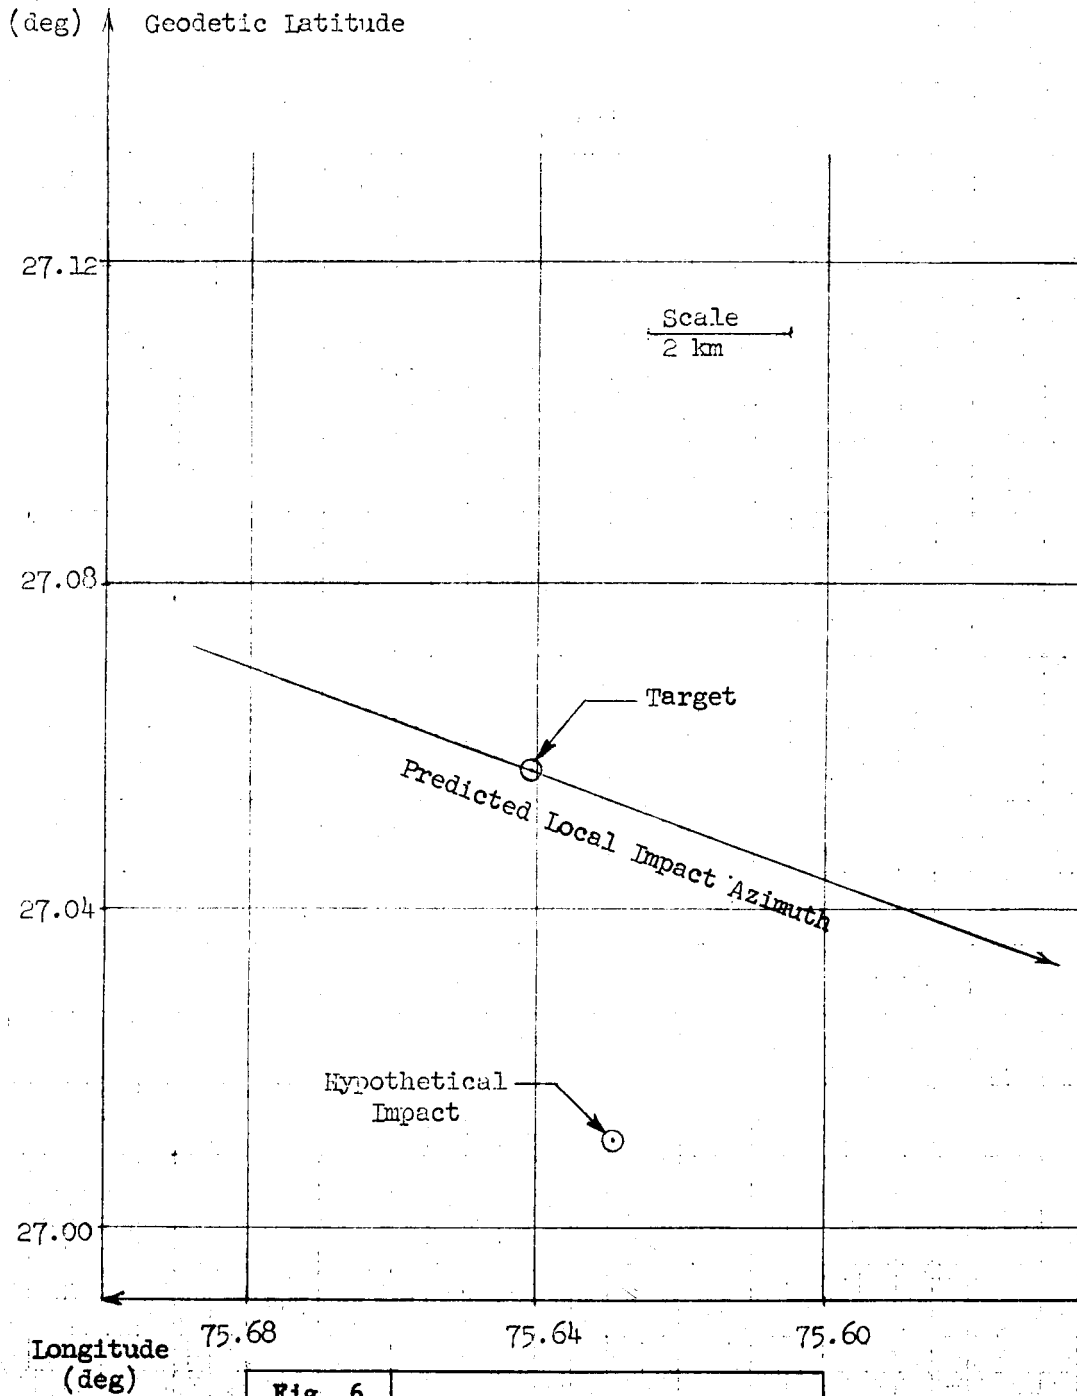 (deg) Geodetic Latitude
27.12
Scale
2 km
27.08
Target
Predicted Local Impact Azimuth
27.04
Hypothetical
Impact
27.00
75.68 75.64 75.60
Longitude
(deg)
Fig. 6